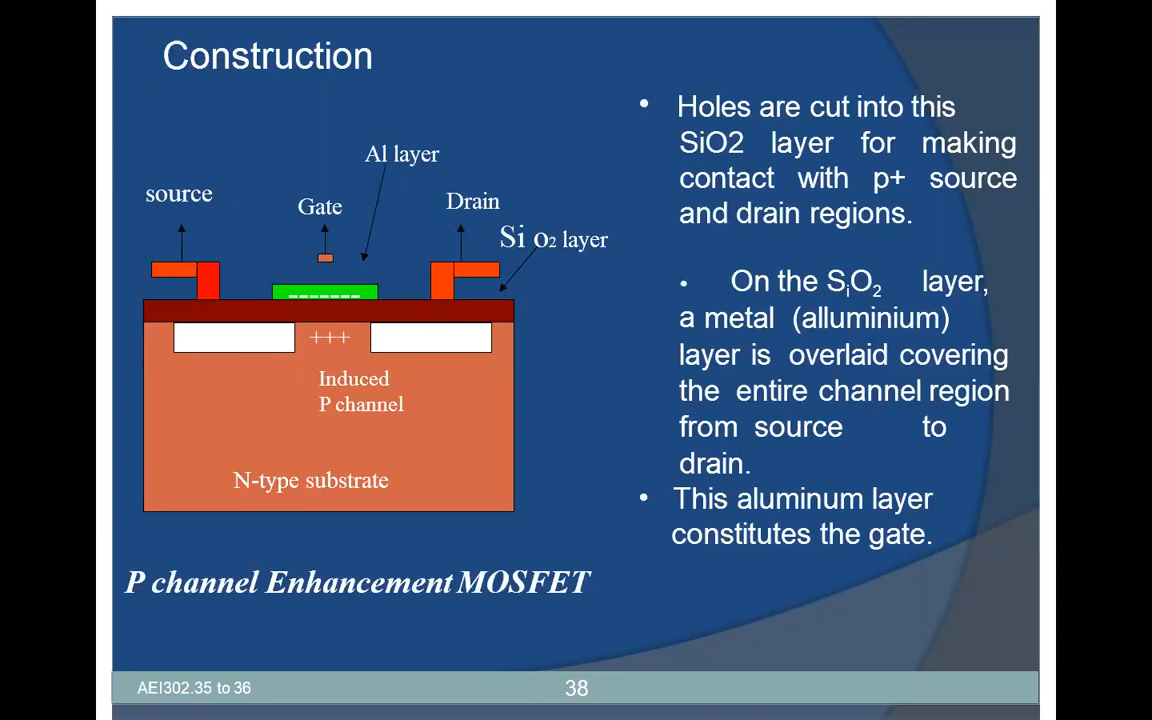 Construction
Al layer
source
Gate
Drain
Si o2 layer
+++
Induced
P channel
N-type substrate
P channel Enhancement MOSFET
• Holes are cut into this
SiO2 layer for making
contact with p+ source
and drain regions.
• On the SiO2 layer,
a metal (alluminium)
layer is overlaid covering
the entire channel region
from source to
drain.
• This aluminum layer
constitutes the gate.
AEI302.35 to 36
38